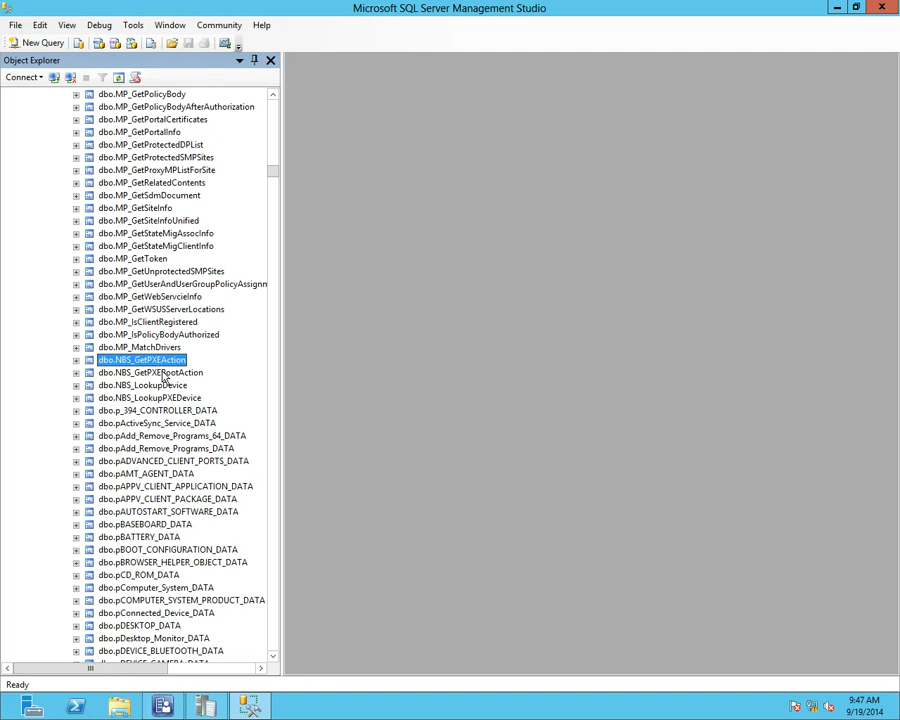 Microsoft SQL Server Management Studio
File Edit View Debug Tools Window Community Help
New Query
Object Explorer
Connect
dbo.MP_GetPolicyBody
dbo.MP_GetPolicyBodyAfterAuthorization
dbo.MP_GetPortalCertificates
dbo.MP_GetPortalInfo
dbo.MP_GetProtectedDPList
dbo.MP_GetProtectedSMPSites
dbo.MP_GetProxyMPListForSite
dbo.MP_GetRelatedContents
dbo.MP_GetSdmDocument
dbo.MP_GetSiteInfo
dbo.MP_GetSiteInfoUnified
dbo.MP_GetStateMigAssocInfo
dbo.MP_GetStateMigClientInfo
dbo.MP_GetToken
dbo.MP_GetUnprotectedSMPSites
dbo.MP_GetUserAndUserGroupPolicyAssignm
dbo.MP_GetWebServcieInfo
dbo.MP_GetWSUSServerLocations
dbo.MP_IsClientRegistered
dbo.MP_IsPolicyBodyAuthorized
dbo.MP_MatchDrivers
dbo.NBS_GetPXEAction
dbo.NBS_GetPXEBootAction
dbo.NBS_LookupDevice
dbo.NBS_LookupPXEDevice
dbo.p_394_CONTROLLER_DATA
dbo.pActiveSync_Service_DATA
dbo.pAdd_Remove_Programs_64_DATA
dbo.pAdd_Remove_Programs_DATA
dbo.pADVANCED_CLIENT_PORTS_DATA
dbo.pAMT_AGENT_DATA
dbo.pAPPV_CLIENT_APPLICATION_DATA
dbo.pAPPV_CLIENT_PACKAGE_DATA
dbo.pAUTOSTART_SOFTWARE_DATA
dbo.pBASEBOARD_DATA
dbo.pBATTERY_DATA
dbo.pBOOT_CONFIGURATION_DATA
dbo.pBROWSER_HELPER_OBJECT_DATA
dbo.pCD_ROM_DATA
dbo.pComputer_System_DATA
dbo.pCOMPUTER_SYSTEM_PRODUCT_DATA
dbo.pConnected_Device_DATA
dbo.pDESKTOP_DATA
dbo.pDesktop_Monitor_DATA
dbo.pDEVICE_BLUETOOTH_DATA
dbo.pDEVICE_CAMERA_DATA
Ready
9:47 AM
9/19/2014